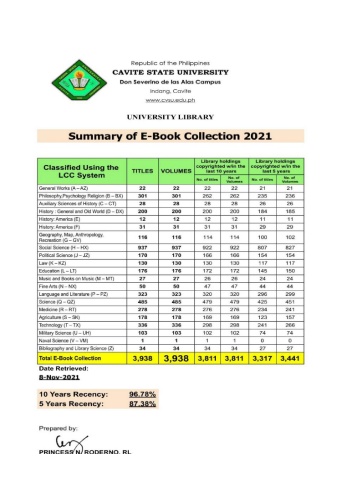 Republic of the Philippines
CAVITE STATE UNIVERSITY
Don Severino de las Alas Campus
Indang, Cavite
www.cvsu.edu.ph
UNIVERSITY LIBRARY
Summary of E-Book Collection 2021
Classified Using the LCC System TITLES VOLUMES Library holdings copyrighted w/in the last 10 years Library holdings copyrighted w/in the last 5 years
No. of titles No. of Volumes No. of titles No. of Volumes
General Works (A – AZ) 22 22 22 22 21 21
Philosophy,Psychology Religion (B – BX) 301 301 252 262 235 236
Auxiliary Sciences of History (C – CT) 28 28 28 28 26 26
History : General and Old World (D – DX) 200 200 200 200 184 185
History: America (E) 12 12 12 12 11 11
History: America (F) 31 31 31 31 29 29
Geography, Map, Anthropology, Recreation (G – GV) 116 116 114 114 100 102
Social Science (H – HX) 937 937 922 922 807 827
Political Science (J – JZ) 170 170 166 166 154 154
Law (K – KZ) 130 130 130 130 117 117
Education (L – LT) 176 176 172 172 145 150
Music and Books on Music (M – MT) 27 27 26 26 24 24
Fine Arts (N – NX) 50 50 47 47 44 44
Language and Literature (P – PZ) 323 323 320 320 296 299
Science (Q – QZ) 485 485 479 479 425 451
Medicine (R – RT) 278 278 276 276 234 241
Agriculture (S – SK) 178 178 169 169 123 157
Technology (T – TX) 336 336 298 298 241 266
Military Science (U – UH) 103 103 102 102 74 74
Naval Science (V – VM) 1 1 1 1 0 0
Bibliography and Library Science (Z) 34 34 34 34 27 27
Total E-Book Collection 3,938 3,938 3,811 3,811 3,317 3,441
Date Retrieved:
8-Nov-2021
10 Years Recency: 96.78%
5 Years Recency: 87.38%
Prepared by:
PRINCESS N. RODERNO, RL